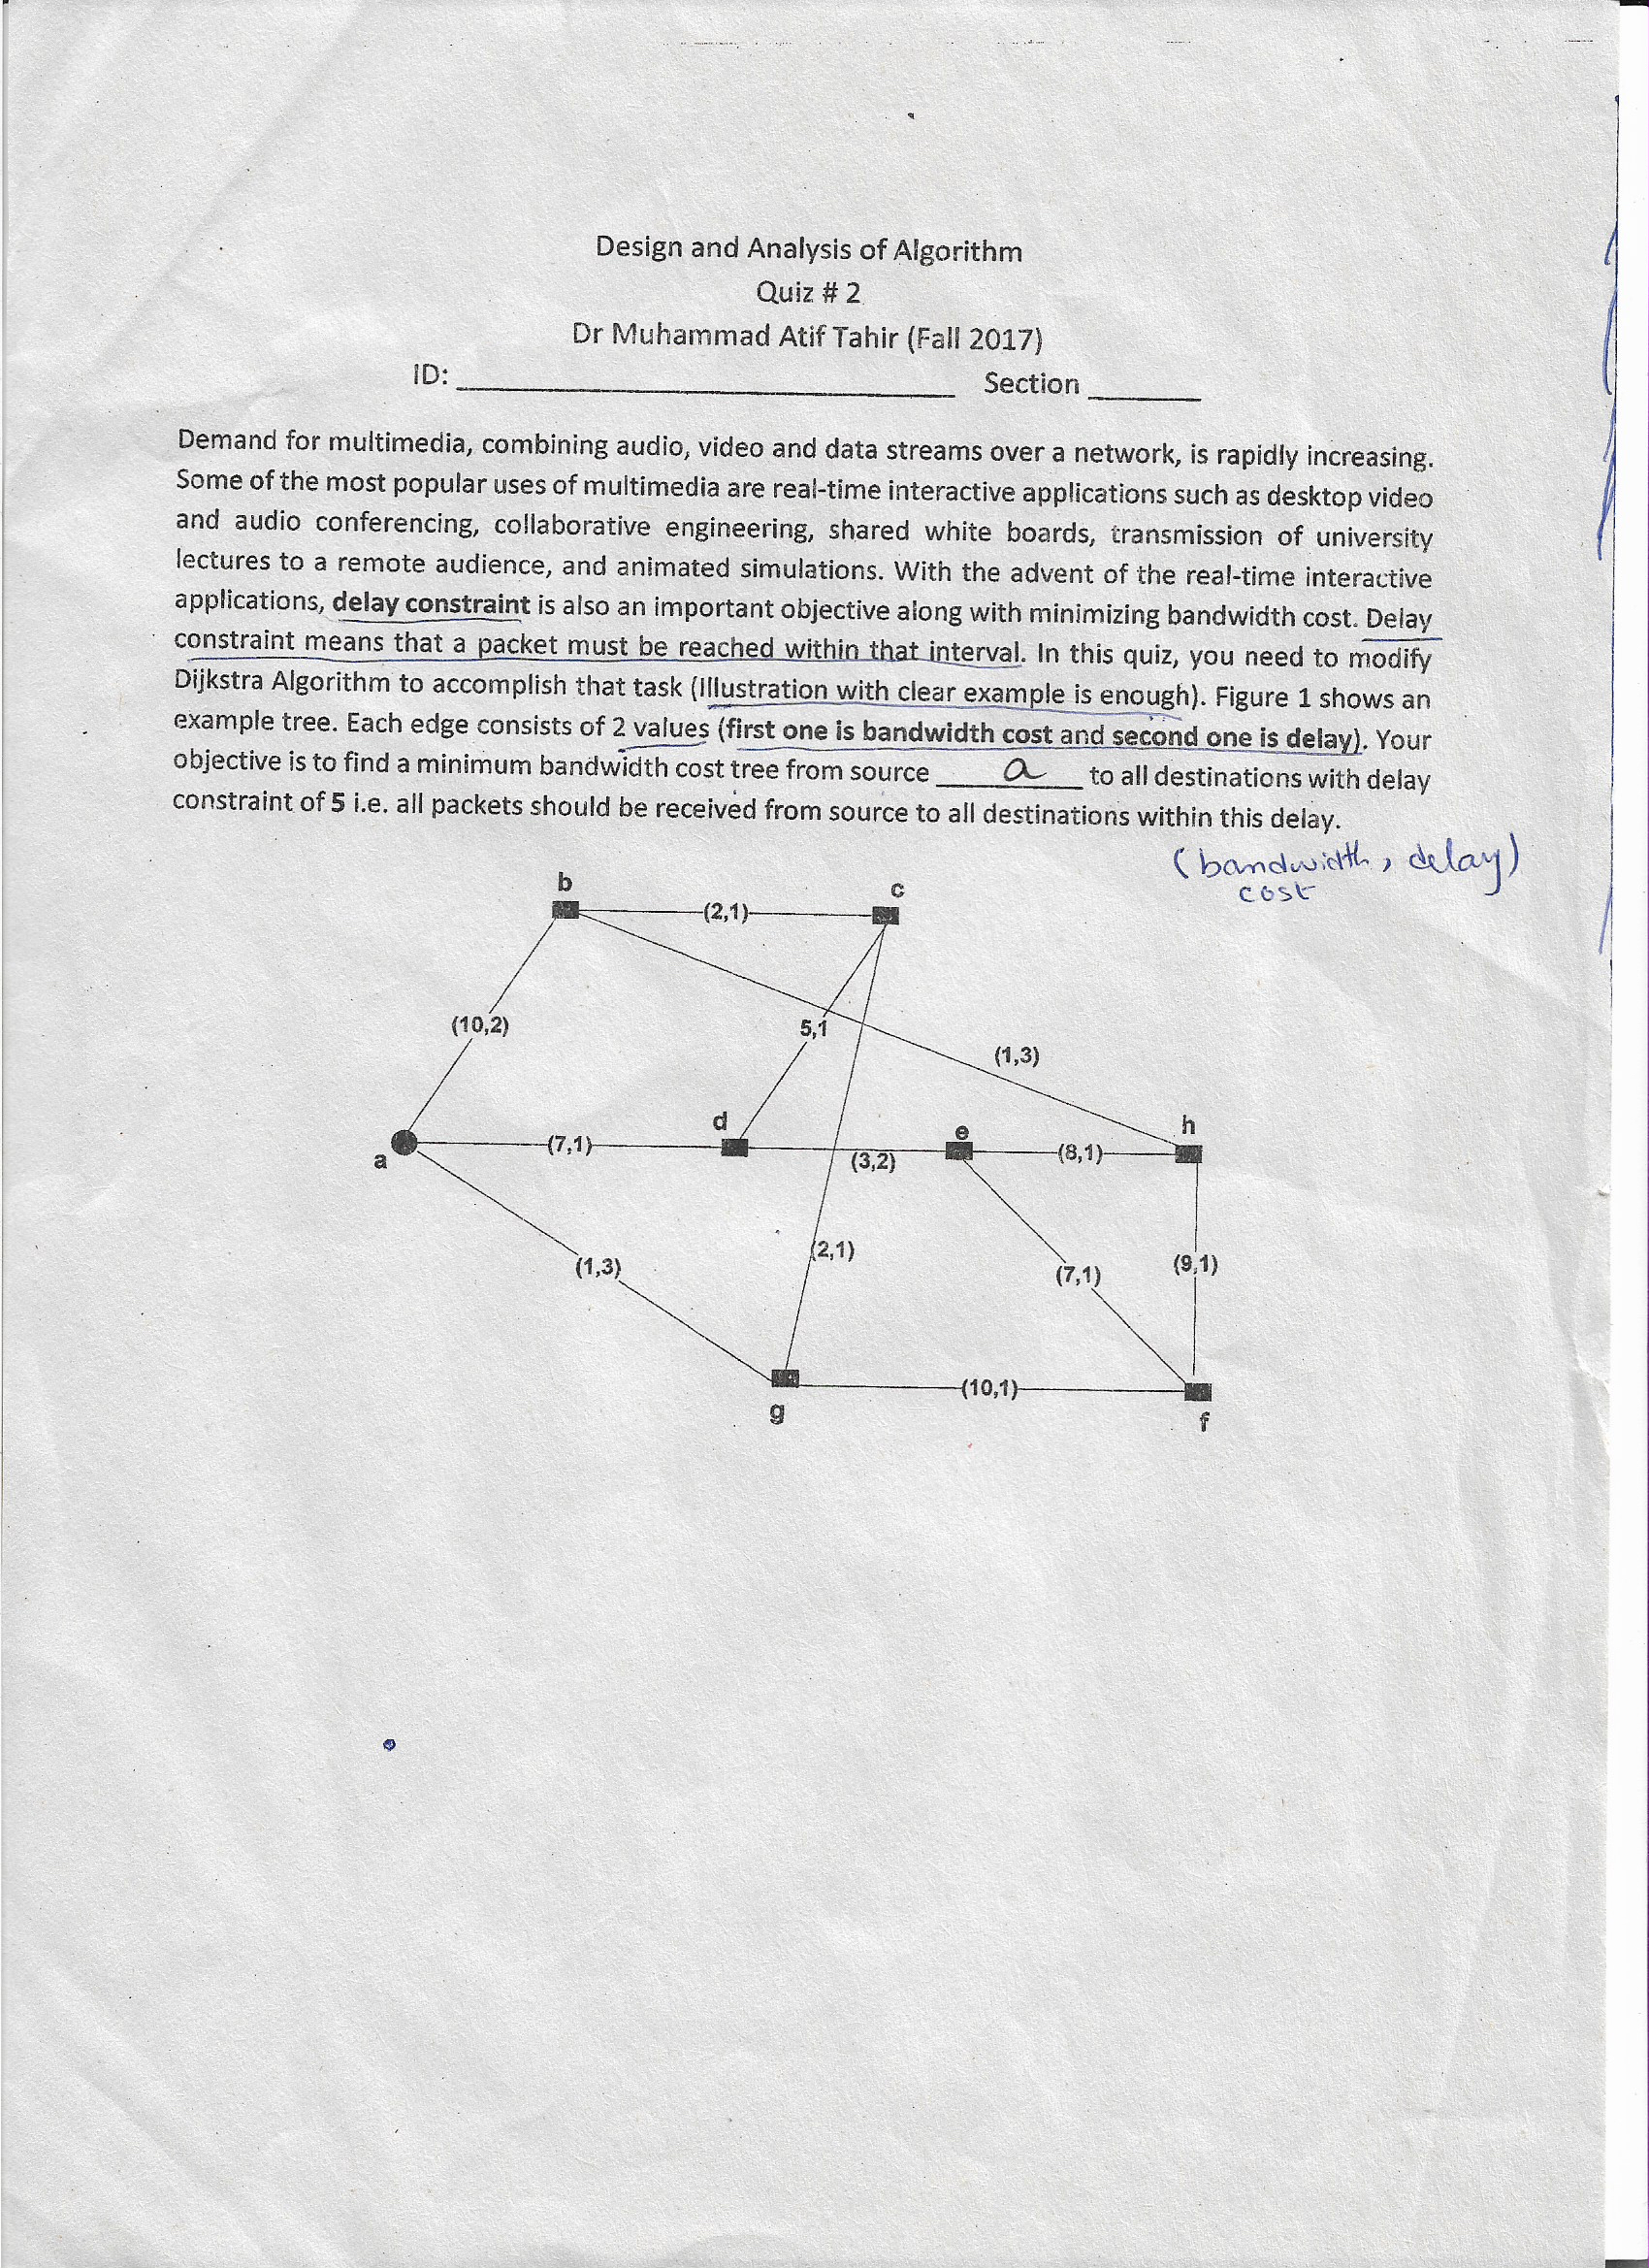 Design and Analysis of Algorithm
Quiz # 2
Dr Muhammad Atif Tahir (Fall 2017)
ID: ____________________ Section ______
Demand for multimedia, combining audio, video and data streams over a network, is rapidly increasing.
Some of the most popular uses of multimedia are real-time interactive applications such as desktop video
and audio conferencing, collaborative engineering, shared white boards, transmission of university
lectures to a remote audience, and animated simulations. With the advent of the real-time interactive
applications, delay constraint is also an important objective along with minimizing bandwidth cost. Delay
constraint means that a packet must be reached within that interval. In this quiz, you need to modify
Dijkstra Algorithm to accomplish that task (Illustration with clear example is enough). Figure 1 shows an
example tree. Each edge consists of 2 values (first one is bandwidth cost and second one is delay). Your
objective is to find a minimum bandwidth cost tree from source ___a___ to all destinations with delay
constraint of 5 i.e. all packets should be received from source to all destinations within this delay.
(bandwidth, delay)
cost
b
c
(2,1)
(10,2)
5,1
(1,3)
d
e
h
a
(7,1)
(3,2)
(8,1)
(1,3)
(2,1)
(7,1)
(9,1)
(10,1)
g
f